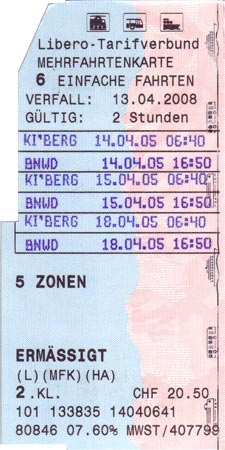 Libero-Tarifverbund
MEHRFAHRTENKARTE
6 EINFACHE FAHRTEN
VERFALL: 13.04.2008
GÜLTIG: 2 Stunden
KI'BERG 14.04.05 06:40
BNWD 14.04.05 16:50
KI'BERG 15.04.05 06:40
BNWD 15.04.05 16:50
KI'BERG 18.04.05 06:40
BNWD 18.04.05 16:50
5 ZONEN
ERMÄSSIGT
(L)(MFK)(HA)
2.KL. CHF 20.50
101 133835 14040641
80846 07.60% MWST/407799